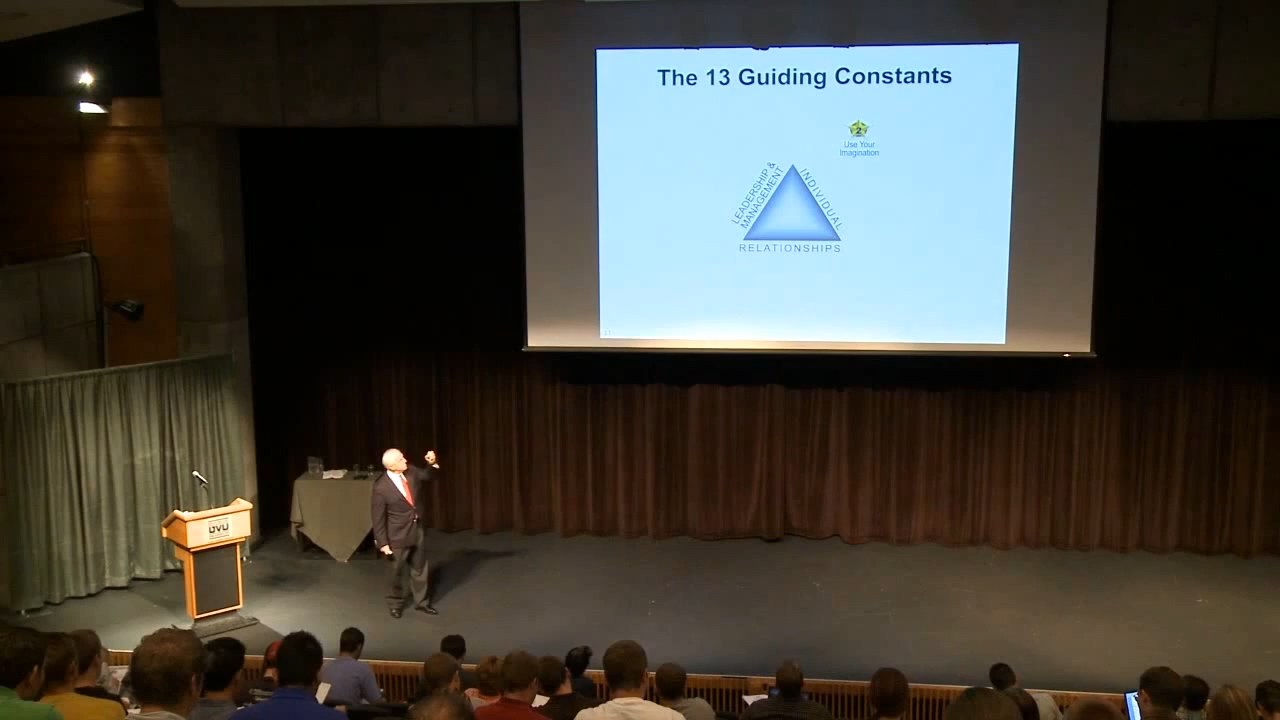 The 13 Guiding Constants
2
Use Your
Imagination
LEADERSHIP &
MANAGEMENT
INDIVIDUAL
RELATIONSHIPS
UVU